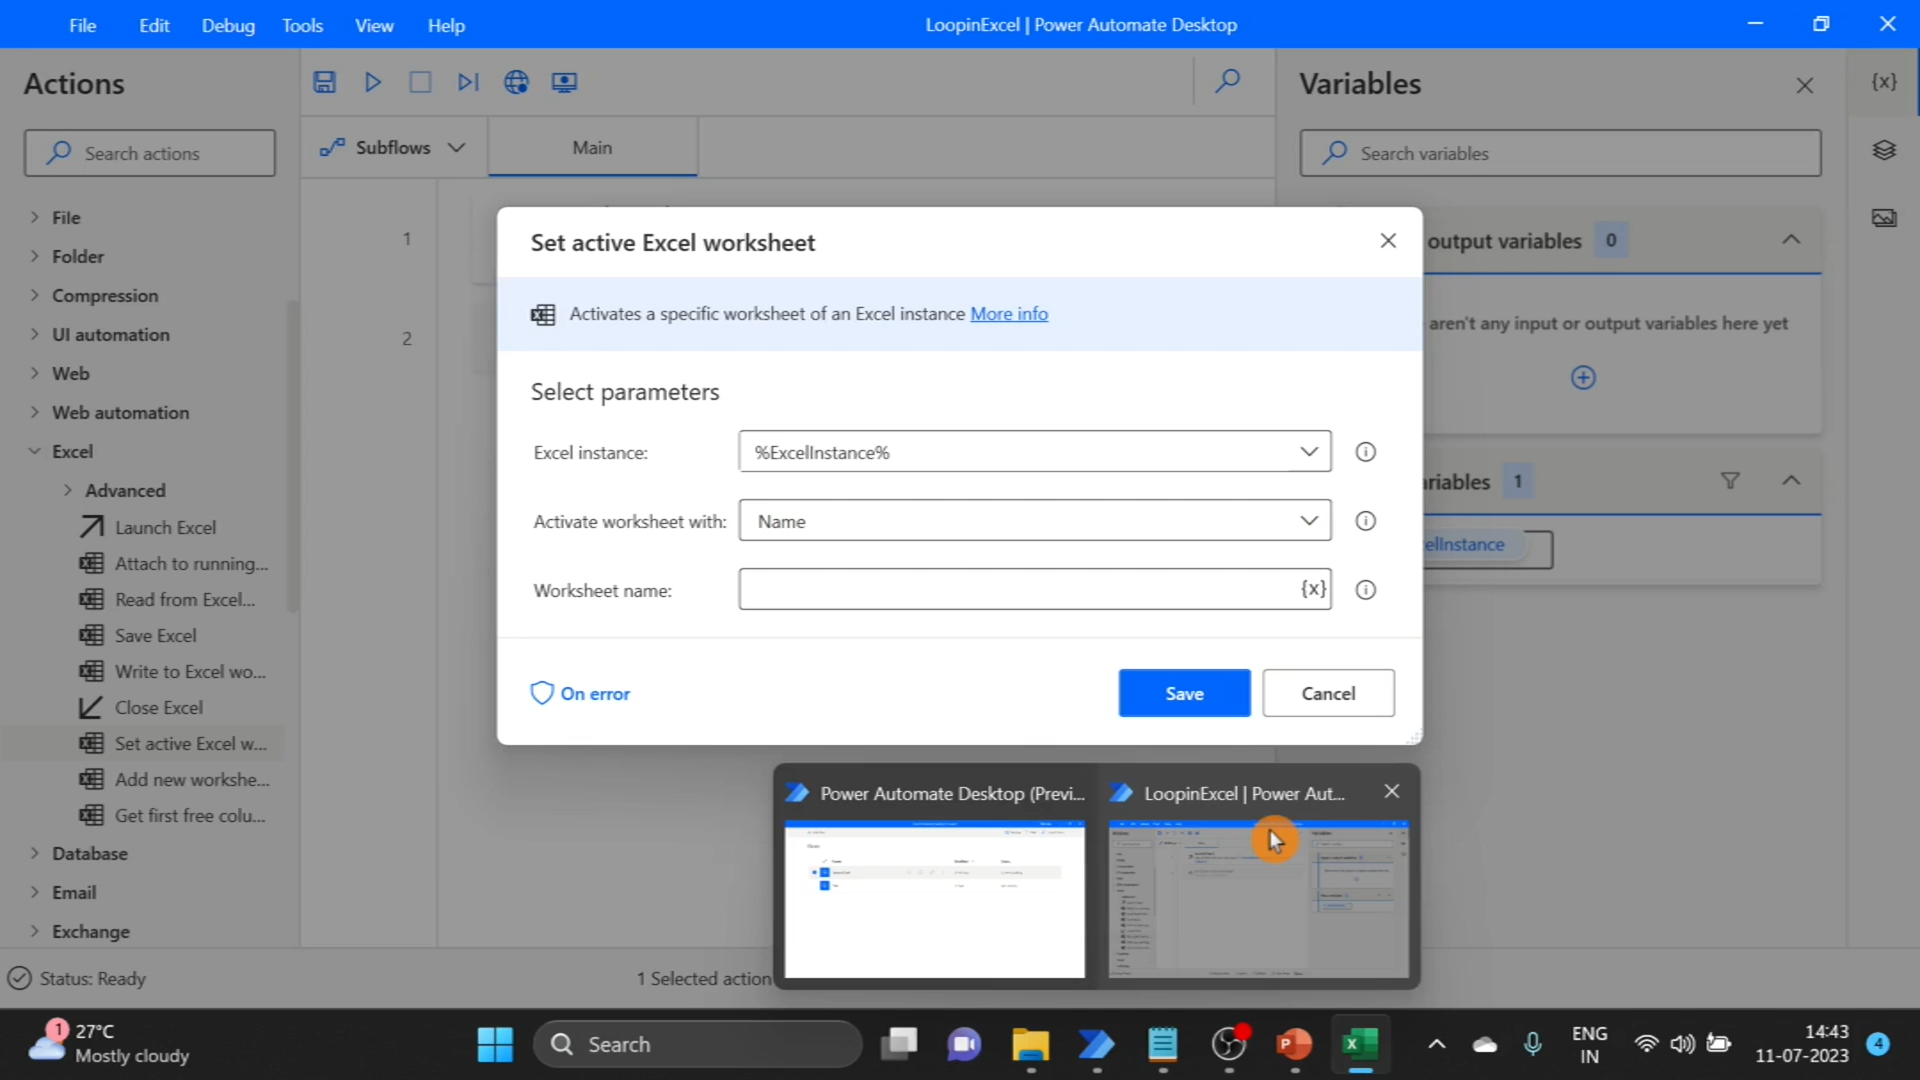 File Edit Debug Tools View Help LoopinExcel | Power Automate Desktop
Actions
Search actions
File
Folder
Compression
UI automation
Web
Web automation
Excel
Advanced
Launch Excel
Attach to running...
Read from Excel...
Save Excel
Write to Excel wo...
Close Excel
Set active Excel w...
Add new workshe...
Get first free colu...
Database
Email
Exchange
Subflows Main
1
2
Set active Excel worksheet
Activates a specific worksheet of an Excel instance More info
Select parameters
Excel instance: %ExcelInstance%
Activate worksheet with: Name
Worksheet name: {x}
On error Save Cancel
Variables {x}
Search variables
output variables 0
aren't any input or output variables here yet
riables 1
elInstance
Power Automate Desktop (Previ... LoopinExcel | Power Aut...
Status: Ready 1 Selected action
1 27°C
Mostly cloudy
Search
ENG
IN
14:43
11-07-2023
4